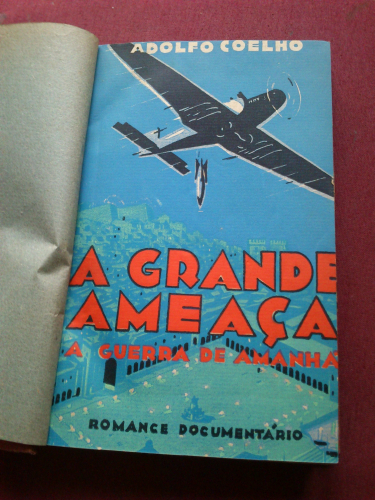 ADOLFO COELHO
A GRANDE
AMEAÇA
A GUERRA DE AMANHÃ
ROMANCE DOCUMENTÁRIO